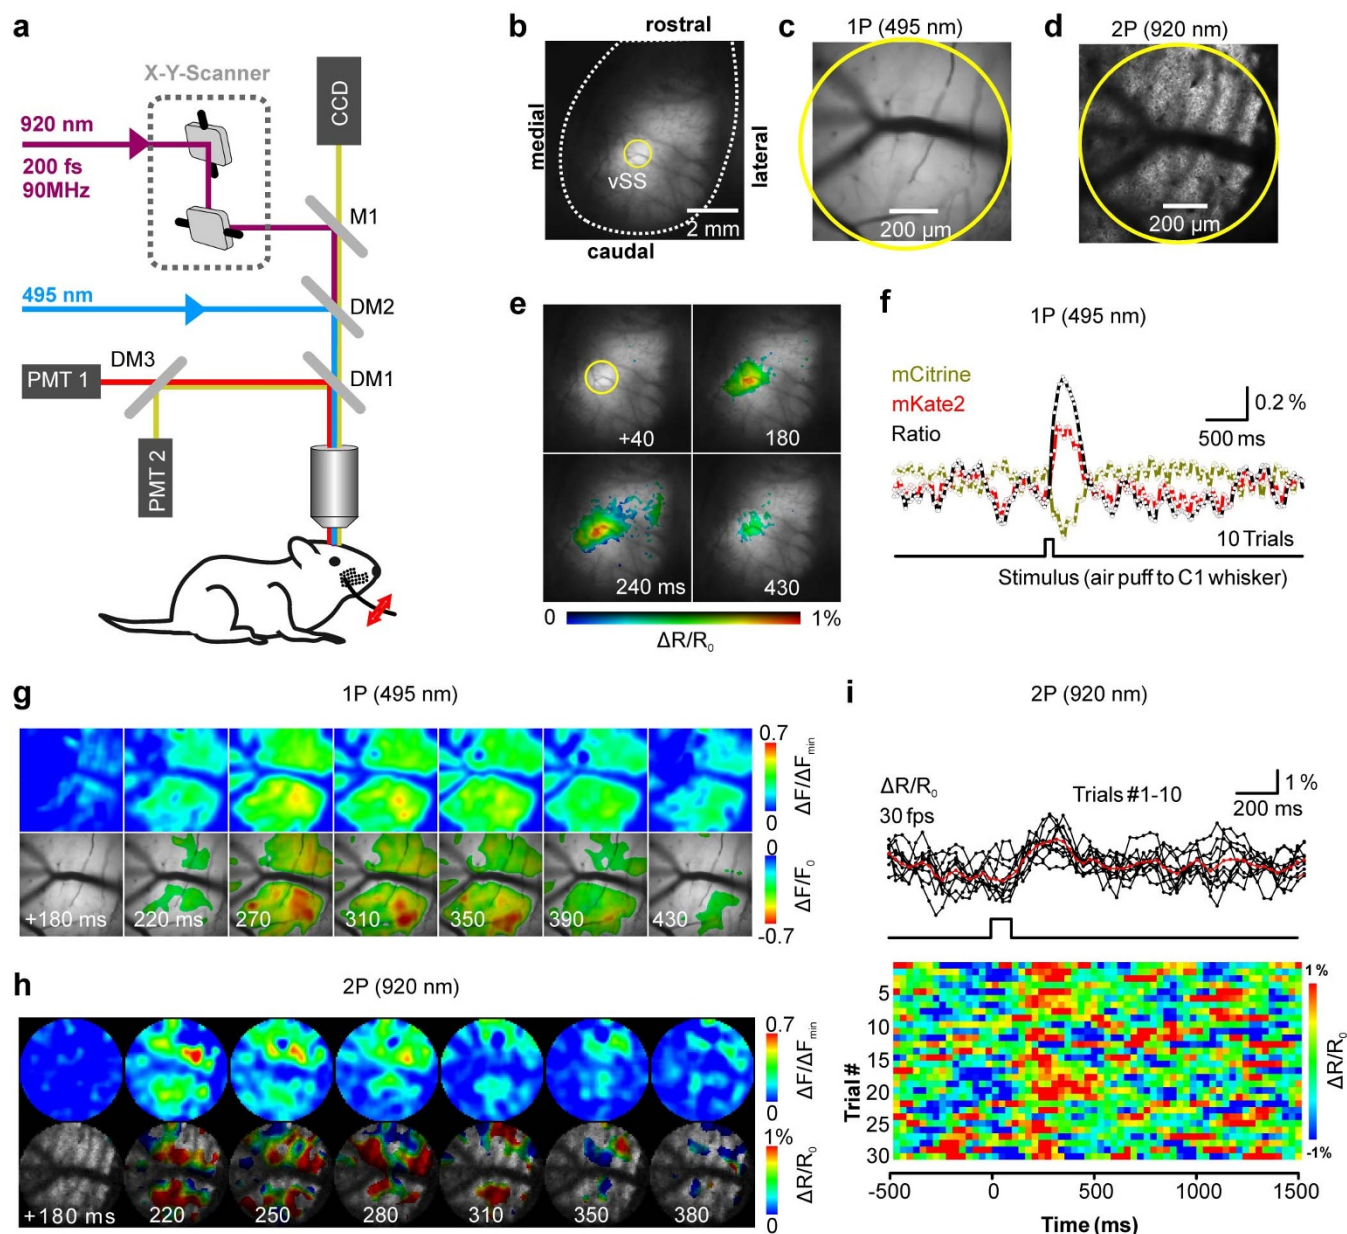 a
X-Y-Scanner
920 nm
200 fs
90MHz
CCD
M1
495 nm
DM2
DM3
PMT 1
DM1
PMT 2
b
rostral
medial
vSS
lateral
2 mm
caudal
c
1P (495 nm)
200 µm
d
2P (920 nm)
200 µm
e
+40
180
240 ms
430
0
1%
ΔR/R₀
f
1P (495 nm)
mCitrine
mKate2
Ratio
0.2 %
500 ms
10 Trials
Stimulus (air puff to C1 whisker)
g
1P (495 nm)
0.7
ΔF/ΔFmin
0
0
ΔF/F₀
-0.7
+180 ms
220 ms
270
310
350
390
430
h
2P (920 nm)
0.7
ΔF/ΔFmin
0
1%
ΔR/R₀
0
+180 ms
220
250
280
310
350
380
i
2P (920 nm)
ΔR/R₀
30 fps
Trials #1-10
1 %
200 ms
Trial #
5
10
15
20
25
30
1%
ΔR/R₀
-1%
-500
0
500
1000
1500
Time (ms)